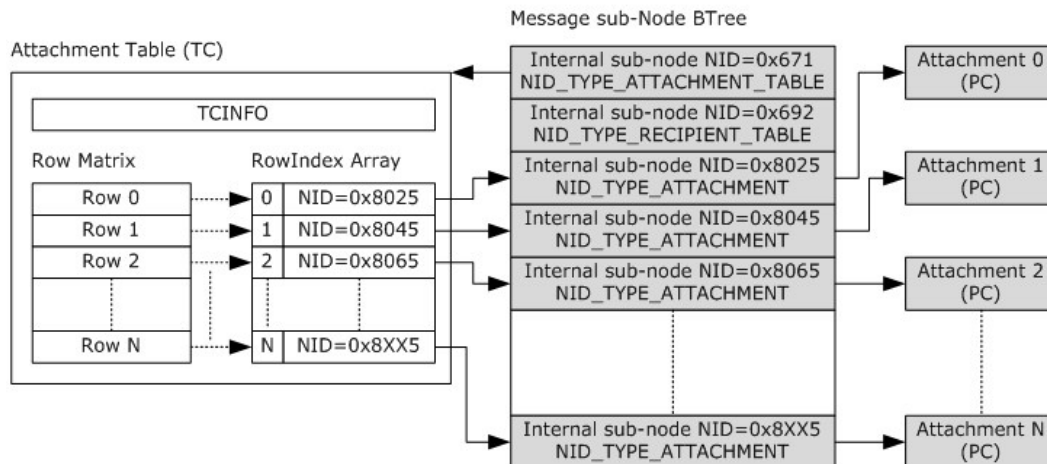 Message sub-Node BTree
Attachment Table (TC)
TCINFO
Row Matrix
RowIndex Array
Row 0
0
NID=0x8025
Row 1
1
NID=0x8045
Row 2
2
NID=0x8065
Row N
N
NID=0x8XX5
Internal sub-node NID=0x671
NID_TYPE_ATTACHMENT_TABLE
Internal sub-node NID=0x692
NID_TYPE_RECIPIENT_TABLE
Internal sub-node NID=0x8025
NID_TYPE_ATTACHMENT
Internal sub-node NID=0x8045
NID_TYPE_ATTACHMENT
Internal sub-node NID=0x8065
NID_TYPE_ATTACHMENT
Internal sub-node NID=0x8XX5
NID_TYPE_ATTACHMENT
Attachment 0
(PC)
Attachment 1
(PC)
Attachment 2
(PC)
Attachment N
(PC)